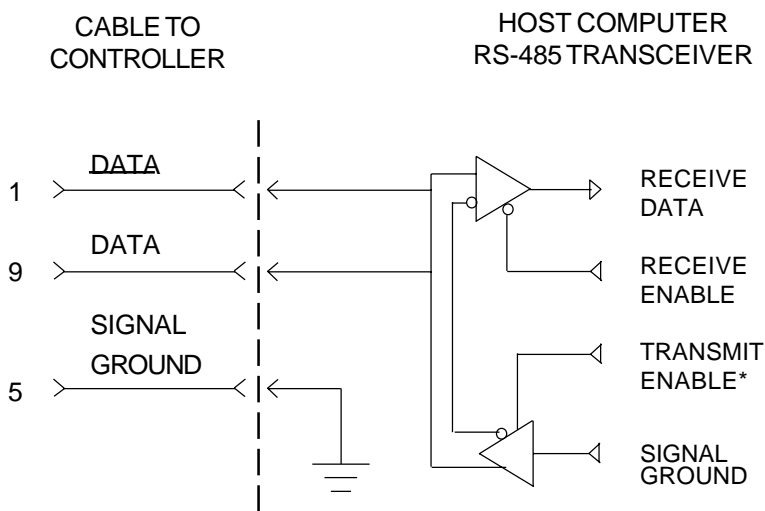 CABLE TO
CONTROLLER
HOST COMPUTER
RS-485 TRANSCEIVER
1
DATA
9
DATA
5
SIGNAL
GROUND
RECEIVE
DATA
RECEIVE
ENABLE
TRANSMIT
ENABLE*
SIGNAL
GROUND